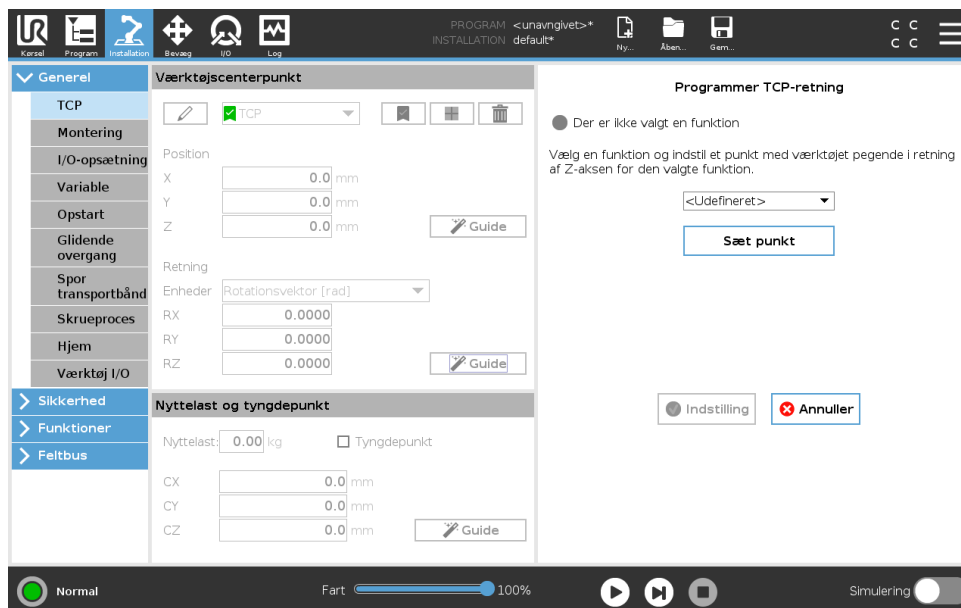 UR
PROGRAM <unavngivet>*
INSTALLATION default*
Kørsel
Program
Installation
Bevæg
I/O
Log
Ny...
Åben...
Gem...
C C
C C
Generel
TCP
Montering
I/O-opsætning
Variable
Opstart
Glidende
overgang
Spor
transportbånd
Skrueproces
Hjem
Værktøj I/O
Sikkerhed
Funktioner
Feltbus
Værktøjscenterpunkt
TCP
Position
X 0.0 mm
Y 0.0 mm
Z 0.0 mm
Guide
Retning
Enheder Rotationsvektor [rad]
RX 0.0000
RY 0.0000
RZ 0.0000
Guide
Nyttelast og tyngdepunkt
Nyttelast: 0.00 kg
Tyngdepunkt
CX 0.0 mm
CY 0.0 mm
CZ 0.0 mm
Guide
Programmer TCP-retning
Der er ikke valgt en funktion
Vælg en funktion og indstil et punkt med værktøjet pegende i retning
af Z-aksen for den valgte funktion.
<Udefineret>
Sæt punkt
Indstilling
Annuller
Normal
Fart
100%
Simulering